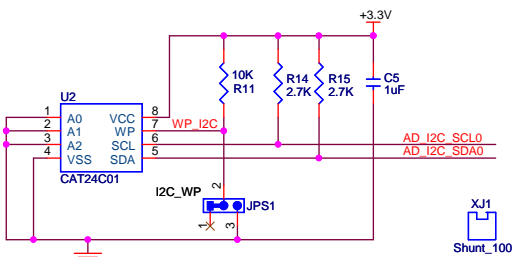 +3.3V
10K
R11
R14
2.7K
R15
2.7K
C5
1uF
U2
1 A0 VCC 8
2 A1 WP 7 WP_I2C
3 A2 SCL 6 AD_I2C_SCL0
4 VSS SDA 5 AD_I2C_SDA0
CAT24C01
I2C_WP
2
JPS1
1
3
XJ1
Shunt_100